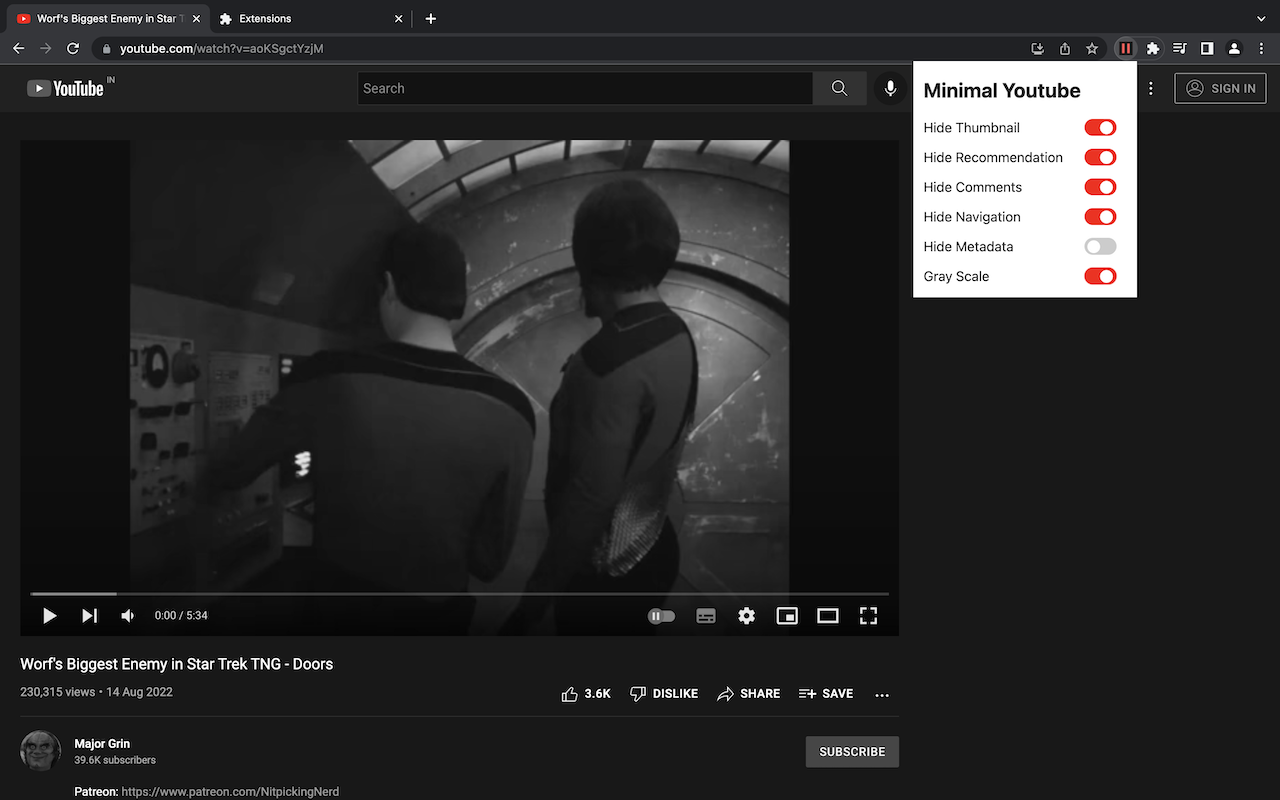 Worf's Biggest Enemy in Star T
Extensions
youtube.com/watch?v=aoKSgctYzjM
YouTube IN
Search
SIGN IN
Minimal Youtube
Hide Thumbnail
Hide Recommendation
Hide Comments
Hide Navigation
Hide Metadata
Gray Scale
0:00 / 5:34
Worf's Biggest Enemy in Star Trek TNG - Doors
230,315 views • 14 Aug 2022
3.6K DISLIKE SHARE SAVE
Major Grin
39.6K subscribers
SUBSCRIBE
Patreon: https://www.patreon.com/NitpickingNerd